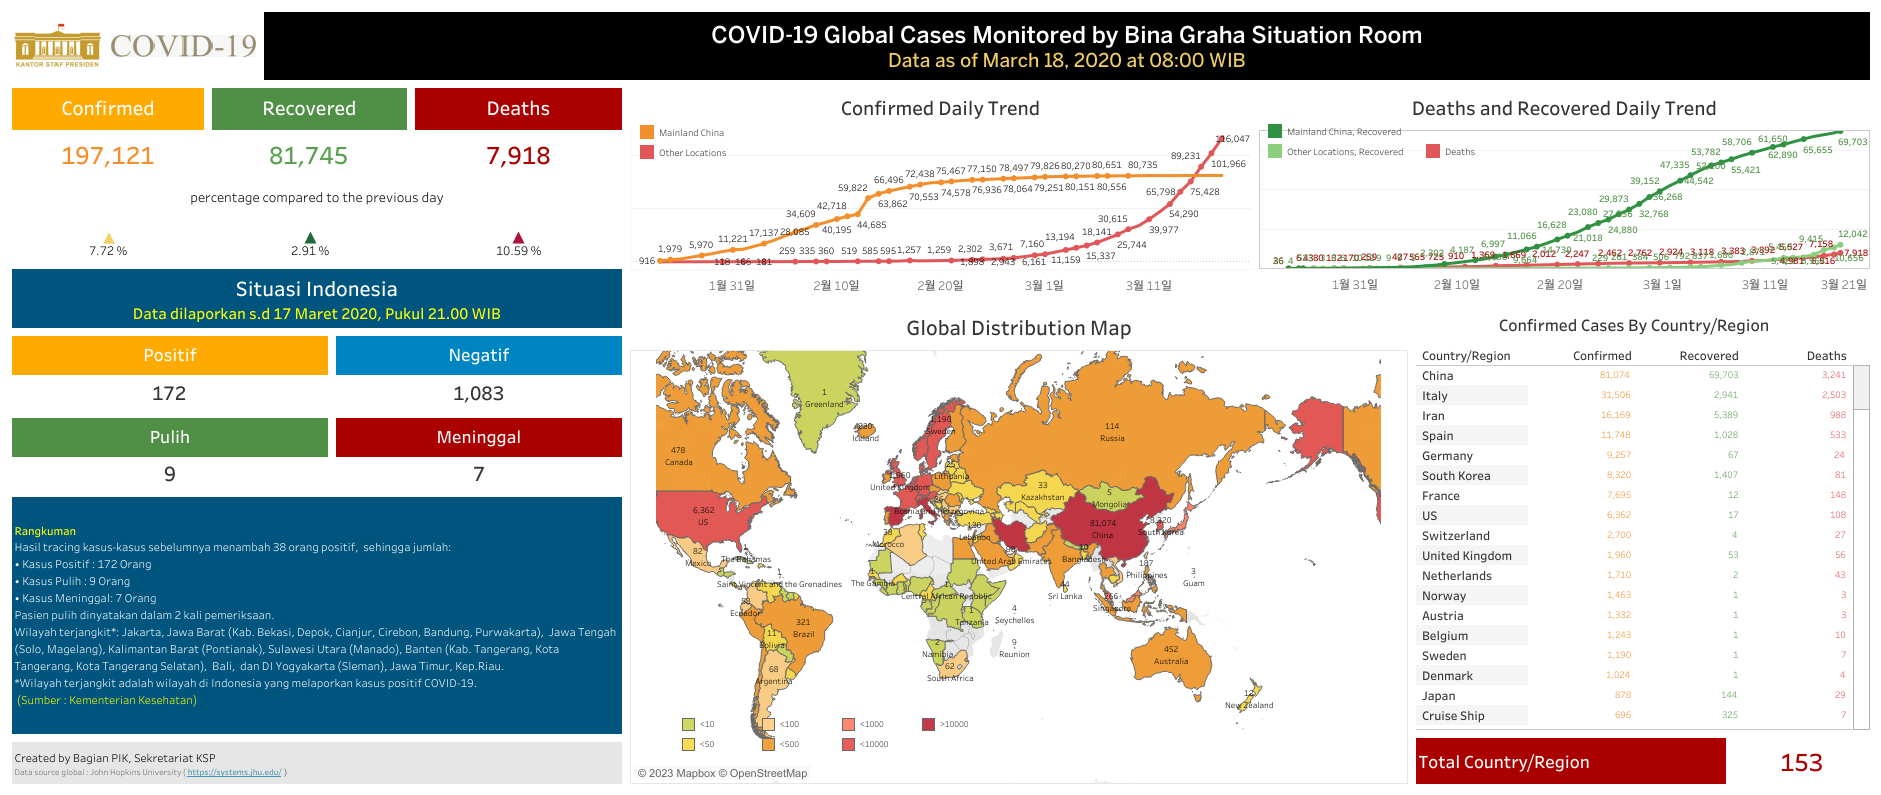 KANTOR STAF PRESIDEN
COVID-19
COVID-19 Global Cases Monitored by Bina Graha Situation Room
Data as of March 18, 2020 at 08:00 WIB
Confirmed
Recovered
Deaths
197,121
81,745
7,918
percentage compared to the previous day
7.72 %
2.91 %
10.59 %
Situasi Indonesia
Data dilaporkan s.d 17 Maret 2020, Pukul 21.00 WIB
Positif
Negatif
172
1,083
Pulih
Meninggal
9
7
Rangkuman
Hasil tracing kasus-kasus sebelumnya menambah 38 orang positif, sehingga jumlah:
• Kasus Positif : 172 Orang
• Kasus Pulih : 9 Orang
• Kasus Meninggal: 7 Orang
Pasien pulih dinyatakan dalam 2 kali pemeriksaan.
Wilayah terjangkit*: Jakarta, Jawa Barat (Kab. Bekasi, Depok, Cianjur, Cirebon, Bandung, Purwakarta), Jawa Tengah
(Solo, Magelang), Kalimantan Barat (Pontianak), Sulawesi Utara (Manado), Banten (Kab. Tangerang, Kota
Tangerang, Kota Tangerang Selatan), Bali, dan DI Yogyakarta (Sleman), Jawa Timur, Kep.Riau.
*Wilayah terjangkit adalah wilayah di Indonesia yang melaporkan kasus positif COVID-19.
(Sumber : Kementerian Kesehatan)
Created by Bagian PIK, Sekretariat KSP
Data source global : John Hopkins University ( https://systems.jhu.edu/ )
Confirmed Daily Trend
Mainland China
Other Locations
916
1,979
5,970
11,221
17,137
28,085
34,609
40,195
42,718
44,685
59,822
63,862
66,496
70,553
72,438
74,578
75,467
76,936
77,150
78,064
78,497
79,251
79,826
80,151
80,270
80,556
80,651
80,735
118 166 181
259 335 360 519 585 595 1,257 1,259
1,898
2,302
2,943
3,671
6,161
7,160
11,159
13,194
15,337
18,141
25,744
30,615
39,977
54,290
65,798
75,428
89,231
101,966
116,047
1월 31일
2월 10일
2월 20일
3월 1일
3월 11일
Deaths and Recovered Daily Trend
Mainland China, Recovered
Other Locations, Recovered
Deaths
4,187
6,997
11,066
16,628
21,018
23,080
24,880
29,873
32,768
39,152
36,268
47,335
44,542
53,782
55,421
58,706
61,650
62,890
65,655
69,703
910
2,012
2,247
2,462
2,762
2,924
3,118
7,158
7,918
9,415
12,042
1월 31일
2월 10일
2월 20일
3월 1일
3월 11일
3월 21일
Global Distribution Map
1
Greenland
Iceland
1,190
Sweden
114
Russia
478
Canada
25
Lithuania
1,960
United Kingdom
33
Kazakhstan
5
Mongolia
6,362
US
Bosnia and Herzegovina
81,074
China
8,320
South Korea
130
Lebanon
38
Morocco
82
Mexico
The Bahamas
United Arab Emirates
10
Bangladesh
187
Philippines
3
Guam
Saint Vincent and the Grenadines
The Gambia
1
Central African Republic
44
Sri Lanka
266
Singapore
Ecuador
4
Seychelles
321
Brazil
1
Tanzania
11
Bolivia
2
Namibia
9
Reunion
452
Australia
68
Argentina
62
South Africa
12
New Zealand
<10
<100
<1000
>10000
<50
<500
<10000
© 2023 Mapbox © OpenStreetMap
Confirmed Cases By Country/Region
Country/Region Confirmed Recovered Deaths
China 81,074 69,703 3,241
Italy 31,506 2,941 2,503
Iran 16,169 5,389 988
Spain 11,748 1,028 533
Germany 9,257 67 24
South Korea 8,320 1,407 81
France 7,695 12 148
US 6,362 17 108
Switzerland 2,700 4 27
United Kingdom 1,960 53 56
Netherlands 1,710 2 43
Norway 1,463 1 3
Austria 1,332 1 3
Belgium 1,243 1 10
Sweden 1,190 1 7
Denmark 1,024 1 4
Japan 878 144 29
Cruise Ship 696 325 7
Total Country/Region
153